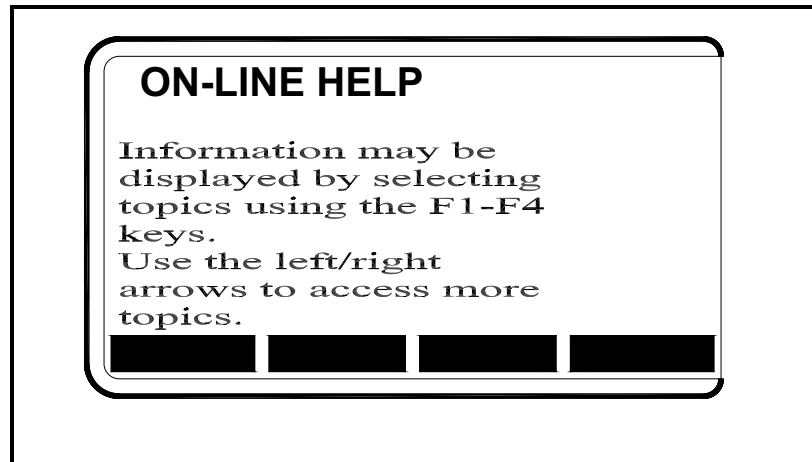 ON-LINE HELP
Information may be
displayed by selecting
topics using the F1-F4
keys.
Use the left/right
arrows to access more
topics.